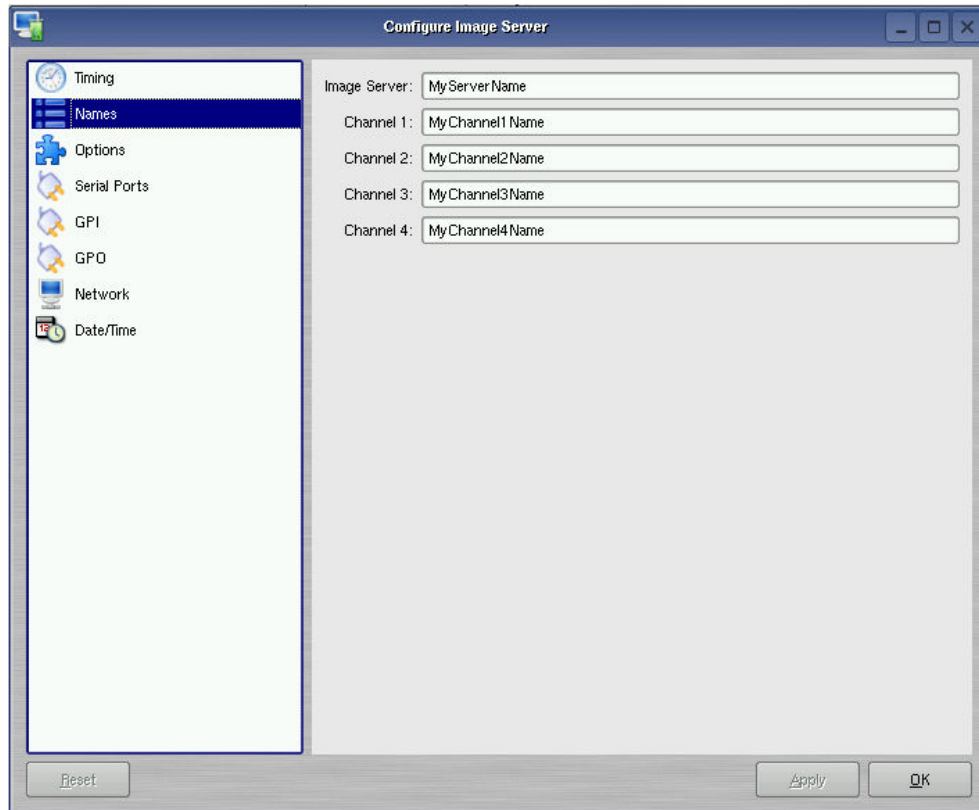 Configure Image Server
Timing
Names
Options
Serial Ports
GPI
GPO
Network
Date/Time
Image Server: MyServerName
Channel 1: MyChannel1Name
Channel 2: MyChannel2Name
Channel 3: MyChannel3Name
Channel 4: MyChannel4Name
Reset
Apply
OK